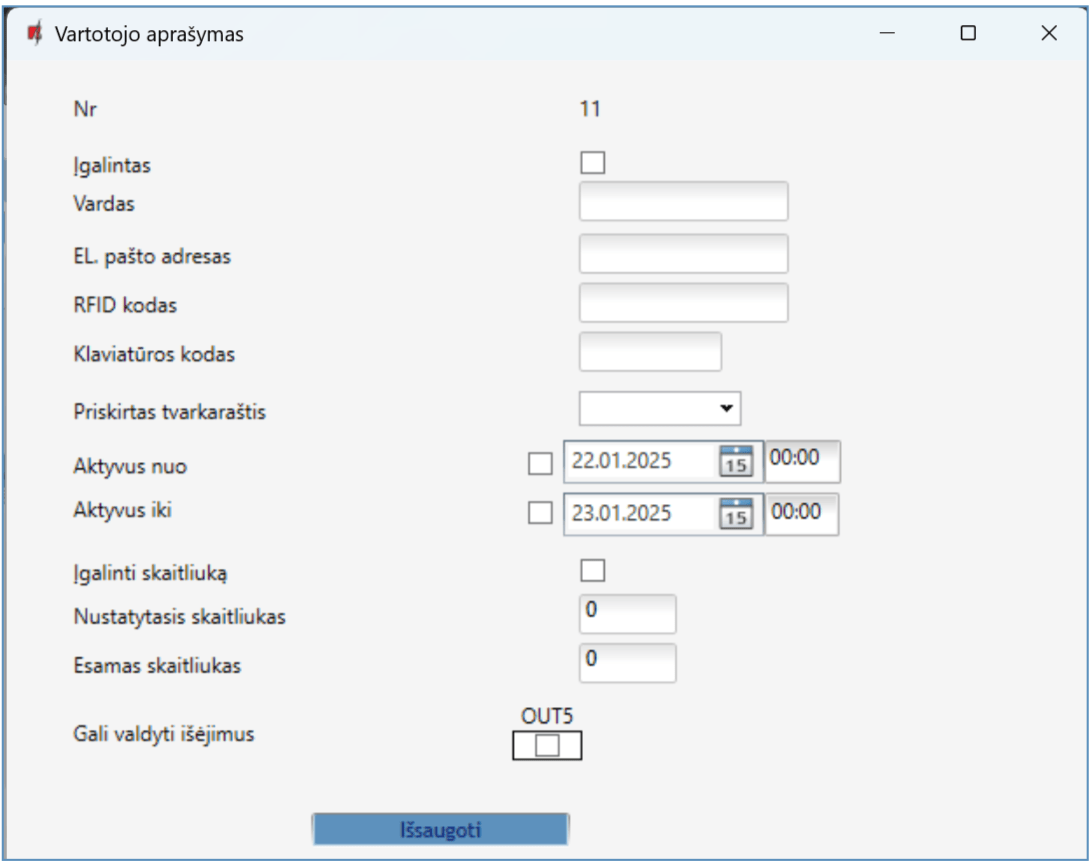 Vartotojo aprašymas
Nr 11
Įgalintas
Vardas
EL. pašto adresas
RFID kodas
Klaviatūros kodas
Priskirtas tvarkaraštis
Aktyvus nuo 22.01.2025 15 00:00
Aktyvus iki 23.01.2025 15 00:00
Įgalinti skaitliuką
Nustatytasis skaitliukas 0
Esamas skaitliukas 0
OUT5
Gali valdyti išėjimus
Išsaugoti